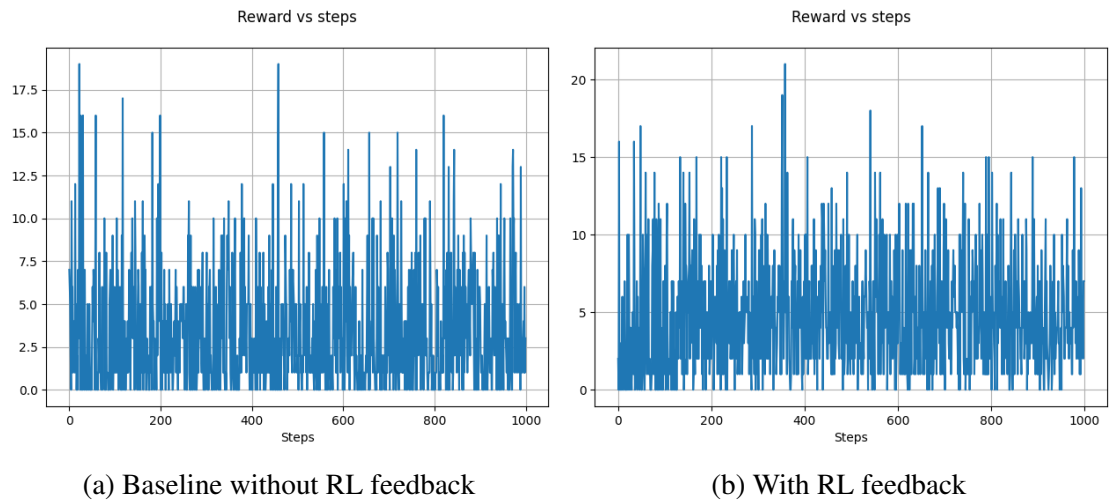 Reward vs steps
17.5
15.0
12.5
10.0
7.5
5.0
2.5
0.0
0 200 400 600 800 1000
Steps
(a) Baseline without RL feedback
Reward vs steps
20
15
10
5
0
0 200 400 600 800 1000
Steps
(b) With RL feedback